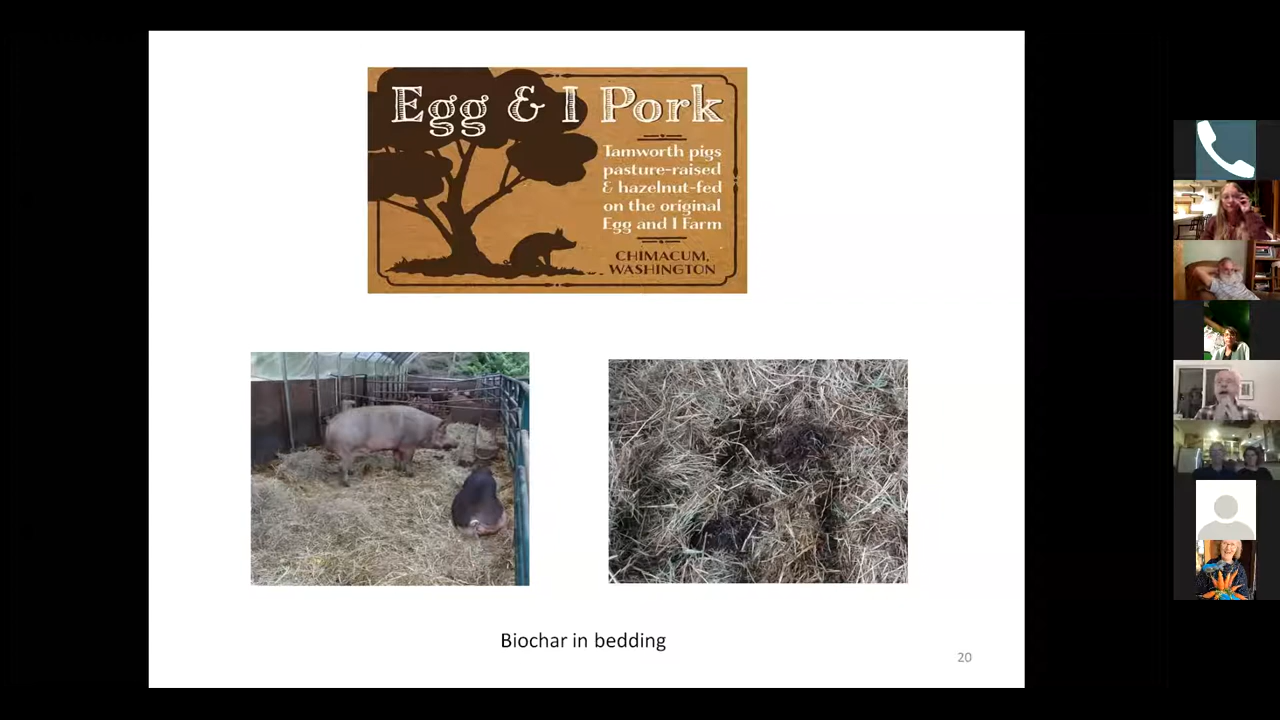 Egg & I Pork
Tamworth pigs
pasture-raised
& hazelnut-fed
on the original
Egg and I Farm
CHIMACUM,
WASHINGTON
Biochar in bedding
20